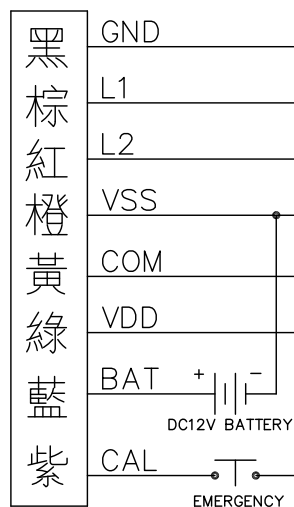 黑 GND
棕 L1
紅 L2
橙 VSS
黃 COM
綠 VDD
藍 BAT + −
DC12V BATTERY
紫 CAL
EMERGENCY